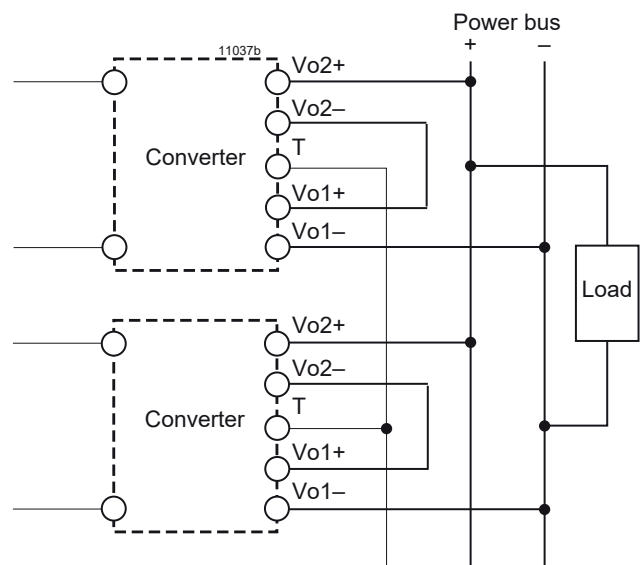 Power bus
+ –
11037b
Vo2+
Vo2–
Converter
T
Vo1+
Vo1–
Load
Vo2+
Vo2–
Converter
T
Vo1+
Vo1–